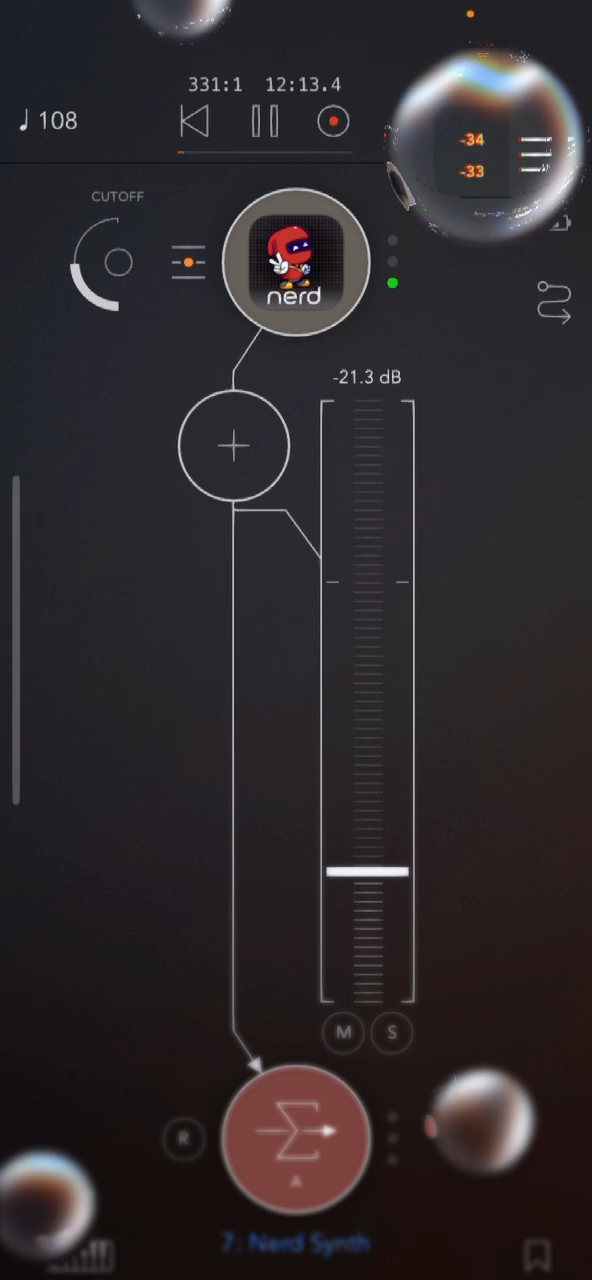 331:1 12:13.4
♩ 108
-34
-33
CUTOFF
nerd
-21.3 dB
M S
R
A
7: Nerd Synth